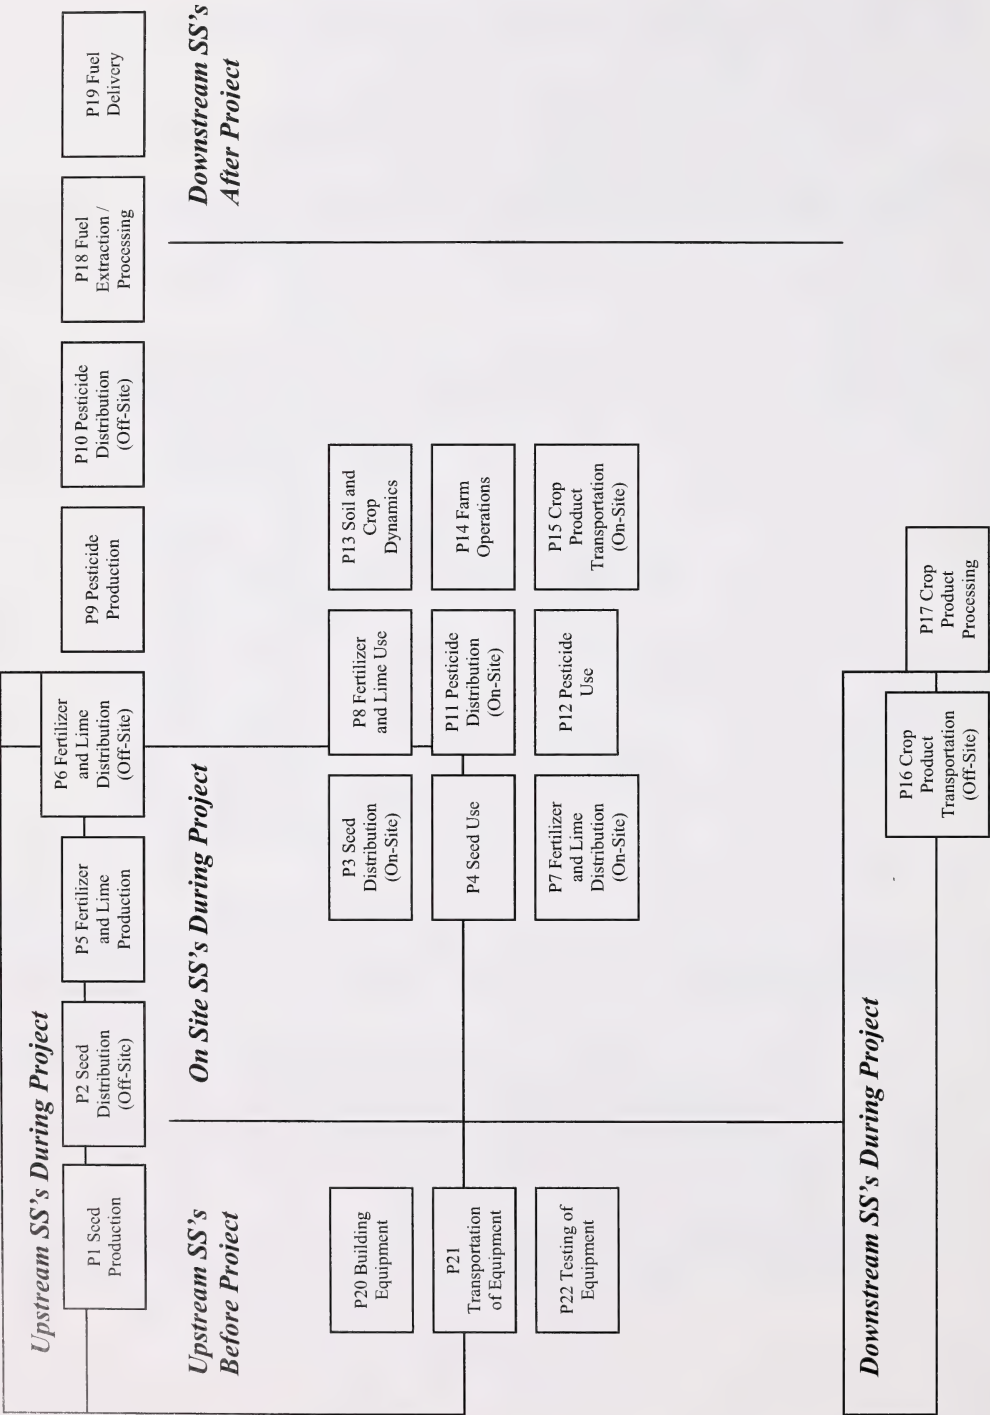 Upstream SS's During Project
P1 Seed
Production
P2 Seed
Distribution
(Off-Site)
P5 Fertilizer
and Lime
Production
P6 Fertilizer
and Lime
Distribution
(Off-Site)
P9 Pesticide
Production
P10 Pesticide
Distribution
(Off-Site)
P18 Fuel
Extraction /
Processing
P19 Fuel
Delivery
Upstream SS's
Before Project
P20 Building
Equipment
P21
Transportation
of Equipment
P22 Testing of
Equipment
On Site SS's During Project
P3 Seed
Distribution
(On-Site)
P8 Fertilizer
and Lime Use
P13 Soil and
Crop
Dynamics
P4 Seed Use
P11 Pesticide
Distribution
(On-Site)
P14 Farm
Operations
P7 Fertilizer
and Lime
Distribution
(On-Site)
P12 Pesticide
Use
P15 Crop
Product
Transportation
(On-Site)
Downstream SS's
After Project
Downstream SS's During Project
P16 Crop
Product
Transportation
(Off-Site)
P17 Crop
Product
Processing